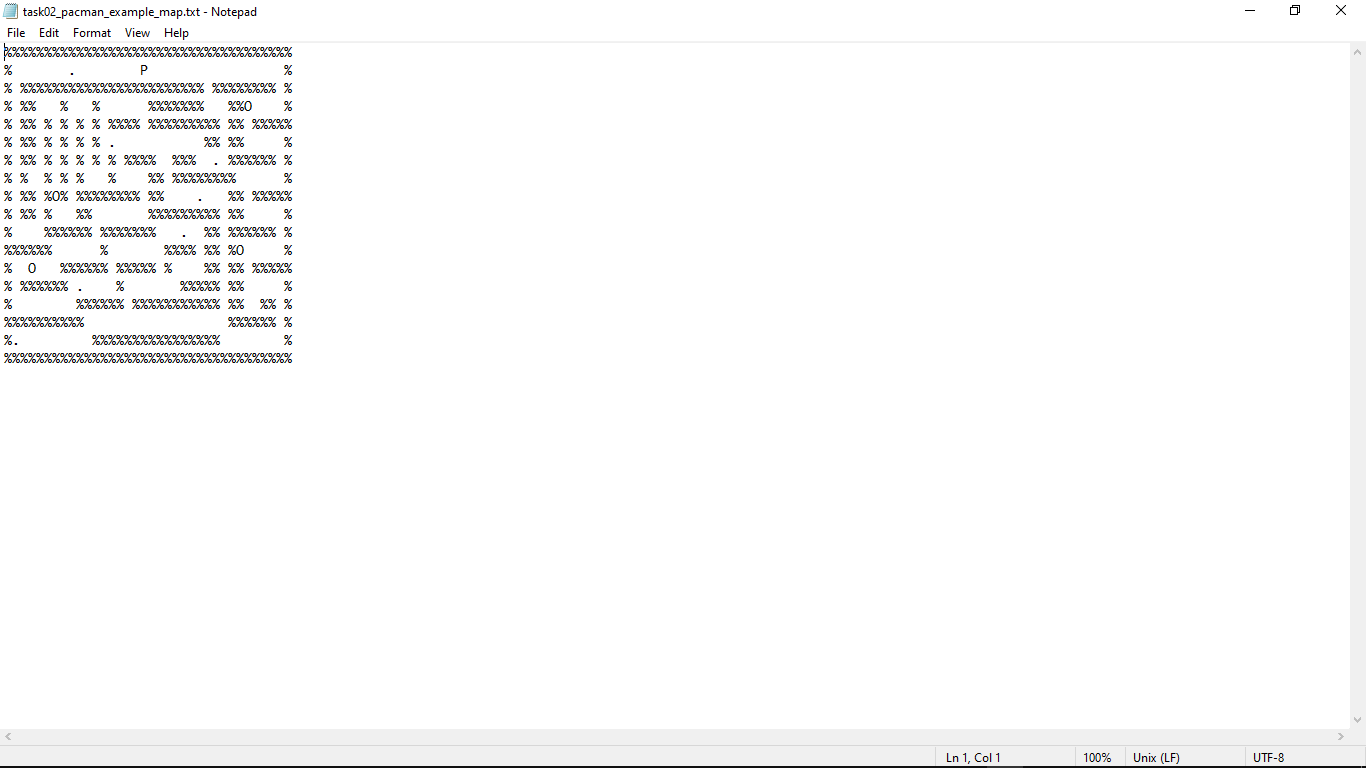 task02_pacman_example_map.txt - Notepad
File Edit Format View Help
%%%%%%%%%%%%%%%%%%%%%%%%%%%%%%%%%%%%
%       .        P                 %
% %%%%%%%%%%%%%%%%%%%%%%% %%%%%%%% %
% %%   %   %      %%%%%%%   %%O    %
% %% % % % % %%%% %%%%%%%%% %% %%%%%
% %% % % % % .           %% %%     %
% %% % % % % % %%%%  %%%  . %%%%%% %
% %  % % %   %    %% %%%%%%%%      %
% %% %O% %%%%%%%% %%    .   %% %%%%%
% %% %   %%       %%%%%%%%% %%     %
%    %%%%%% %%%%%%%   .  %% %%%%%% %
%%%%%%      %       %%%% %% %O     %
%  O   %%%%%% %%%%% %    %% %% %%%%%
% %%%%%% .    %       %%%%% %%     %
%        %%%%%% %%%%%%%%%%% %%  %% %
%%%%%%%%%%                  %%%%%% %
%.         %%%%%%%%%%%%%%%%        %
%%%%%%%%%%%%%%%%%%%%%%%%%%%%%%%%%%%%
Ln 1, Col 1 100% Unix (LF) UTF-8